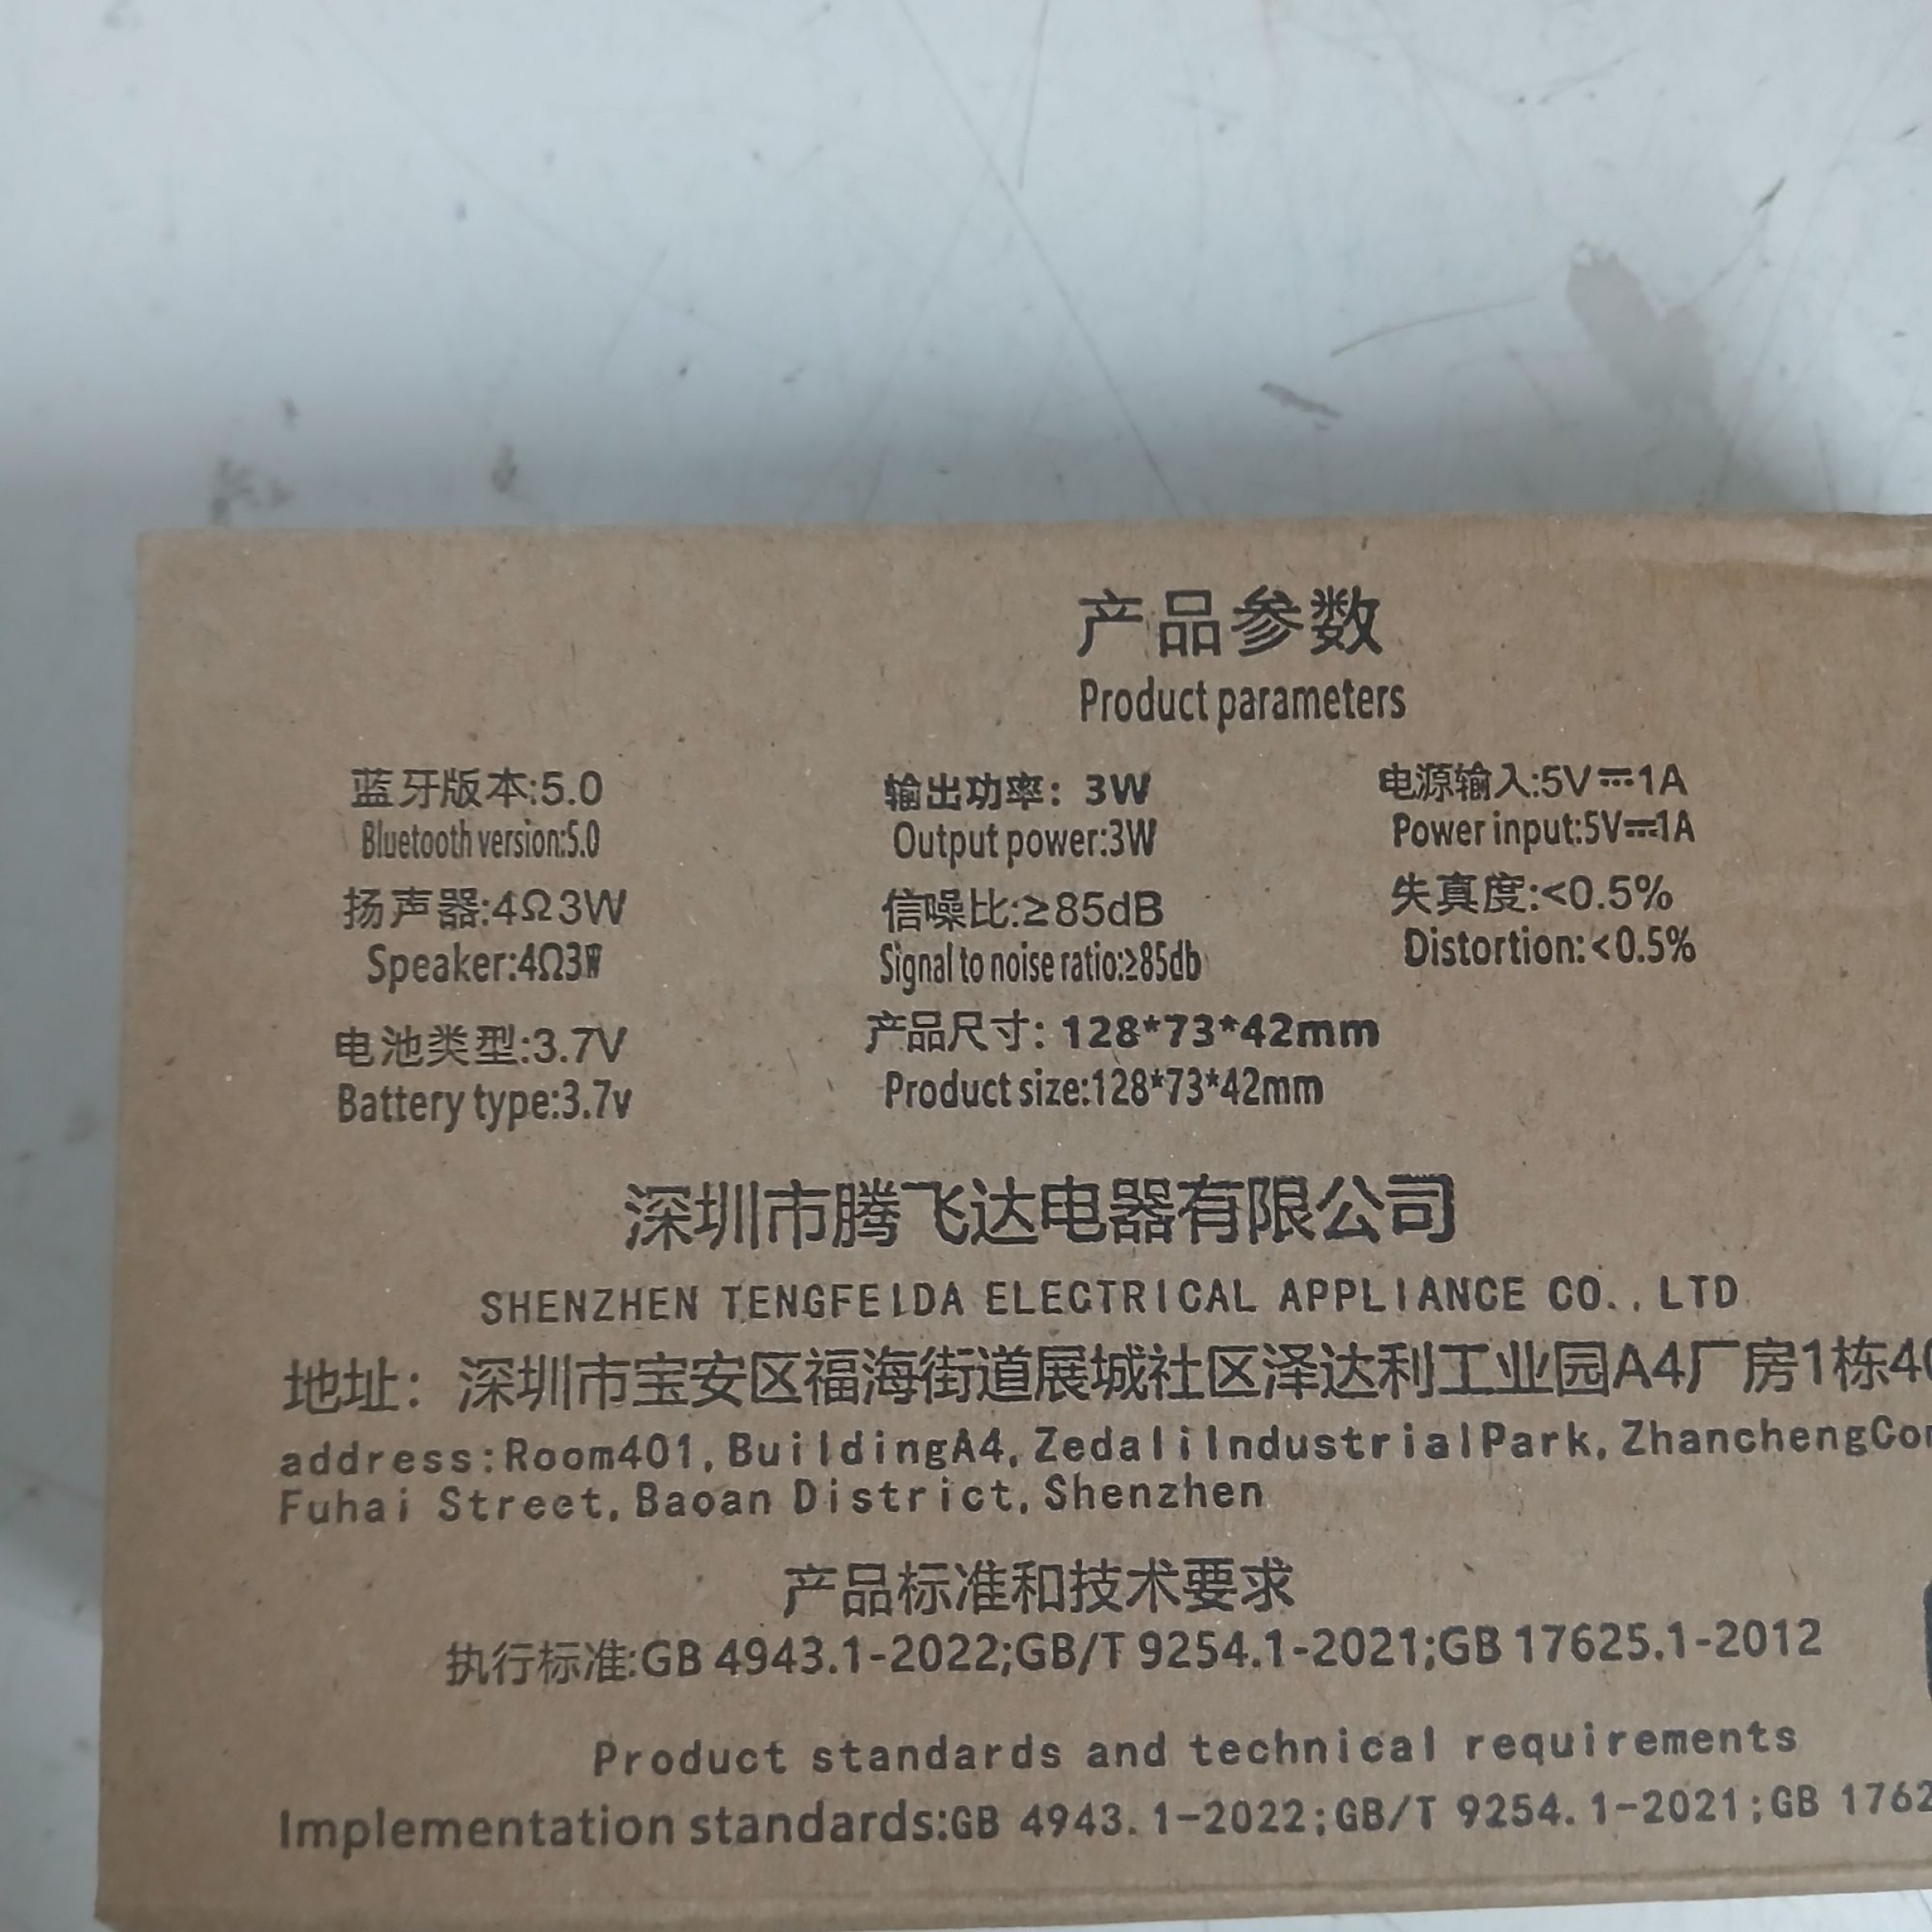 产品参数
Product parameters
蓝牙版本:5.0
Bluetooth version:5.0
输出功率：3W
Output power:3W
电源输入:5V⎓1A
Power input:5V⎓1A
扬声器:4Ω3W
Speaker:4Ω3W
信噪比:≥85dB
Signal to noise ratio:≥85db
失真度:<0.5%
Distortion:<0.5%
电池类型:3.7V
Battery type:3.7v
产品尺寸：128*73*42mm
Product size:128*73*42mm
深圳市腾飞达电器有限公司
SHENZHEN TENGFEIDA ELECTRICAL APPLIANCE CO.,LTD
地址：深圳市宝安区福海街道展城社区泽达利工业园A4厂房1栋40
address:Room401,BuildingA4,ZedaliIndustrialPark,ZhanchengCo
Fuhai Street,Baoan District,Shenzhen
产品标准和技术要求
执行标准:GB 4943.1-2022;GB/T 9254.1-2021;GB 17625.1-2012
Product standards and technical requirements
Implementation standards:GB 4943.1-2022;GB/T 9254.1-2021;GB 1762